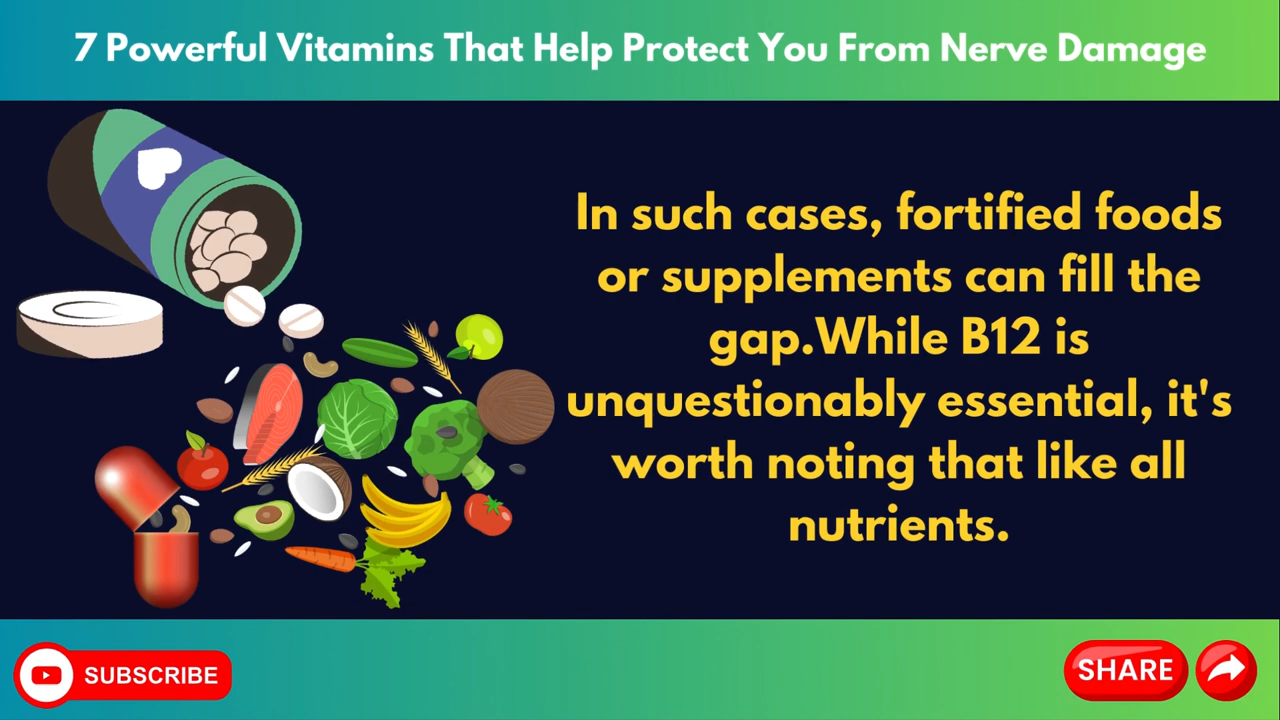 7 Powerful Vitamins That Help Protect You From Nerve Damage
In such cases, fortified foods
or supplements can fill the
gap.While B12 is
unquestionably essential, it's
worth noting that like all
nutrients.
SUBSCRIBE
SHARE